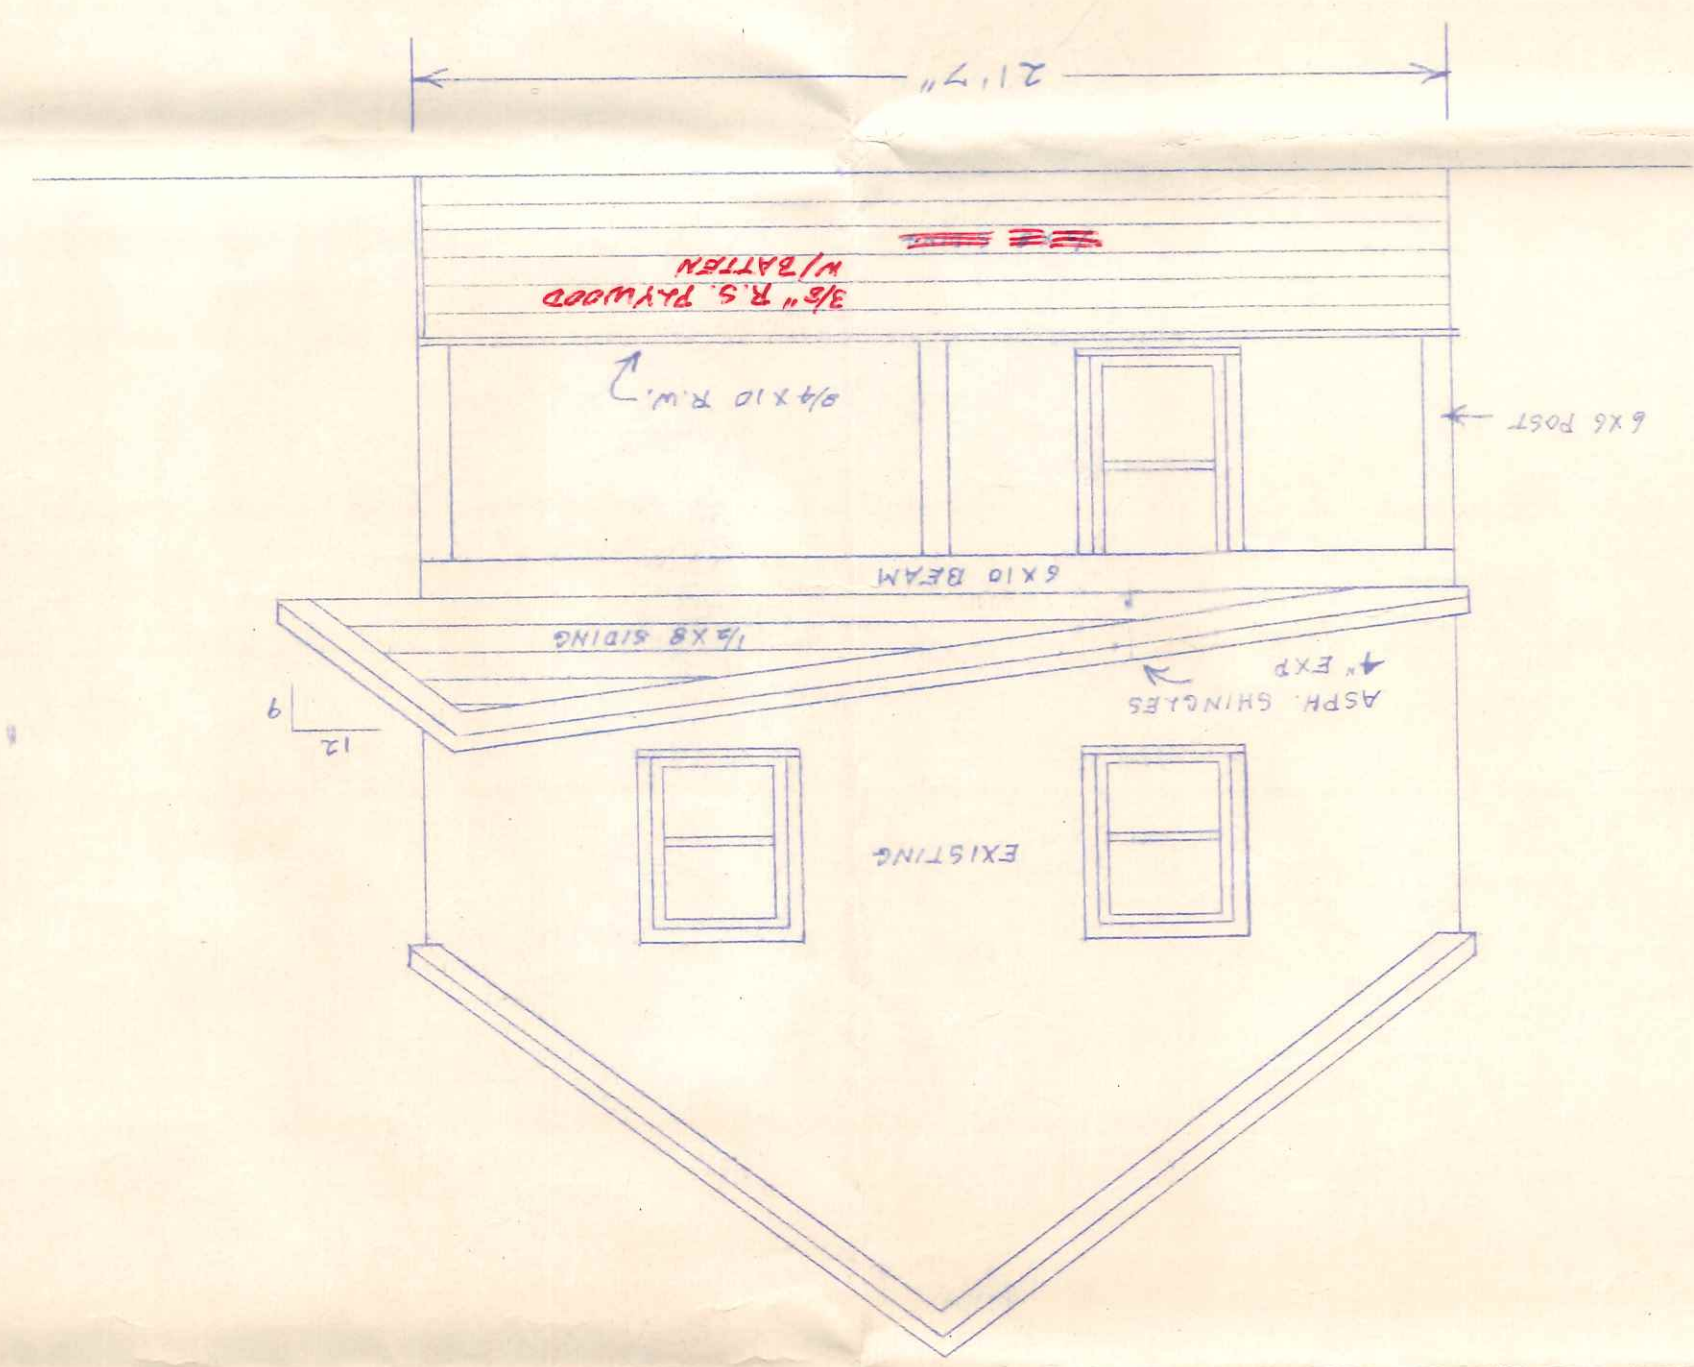 EXISTING
12
6
ASPH. SHINGLES
4" EXP
1/2 X 8 SIDING
6X10 BEAM
6X6 POST
5/4 X 10 R.W.
3/8" R.S. PLYWOOD
W/BATTEN
21'7"